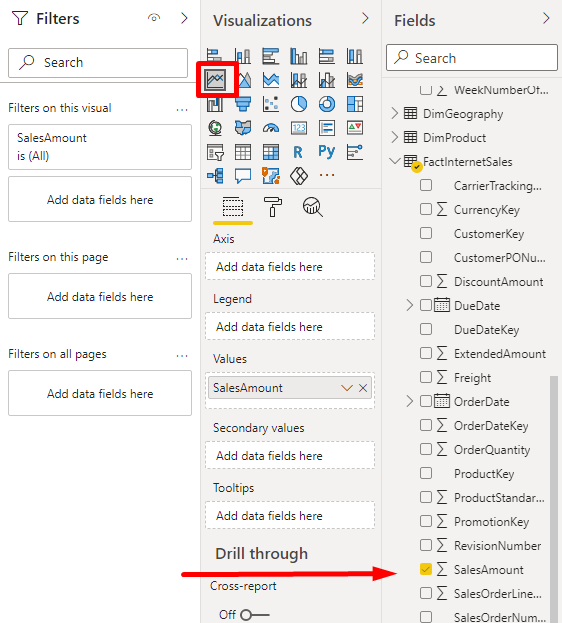 Filters
Search
Filters on this visual
...
SalesAmount
is (All)
Add data fields here
Filters on this page
...
Add data fields here
Filters on all pages
...
Add data fields here
Visualizations
123
R
Py
...
Axis
Add data fields here
Legend
Add data fields here
Values
SalesAmount
Secondary values
Add data fields here
Tooltips
Add data fields here
Drill through
Cross-report
Off
Fields
Search
WeekNumberOf...
DimGeography
DimProduct
FactInternetSales
CarrierTracking...
CurrencyKey
CustomerKey
CustomerPONu...
DiscountAmount
DueDate
DueDateKey
ExtendedAmount
Freight
OrderDate
OrderDateKey
OrderQuantity
ProductKey
ProductStandar...
PromotionKey
RevisionNumber
SalesAmount
SalesOrderLine...
SalesOrderNum...